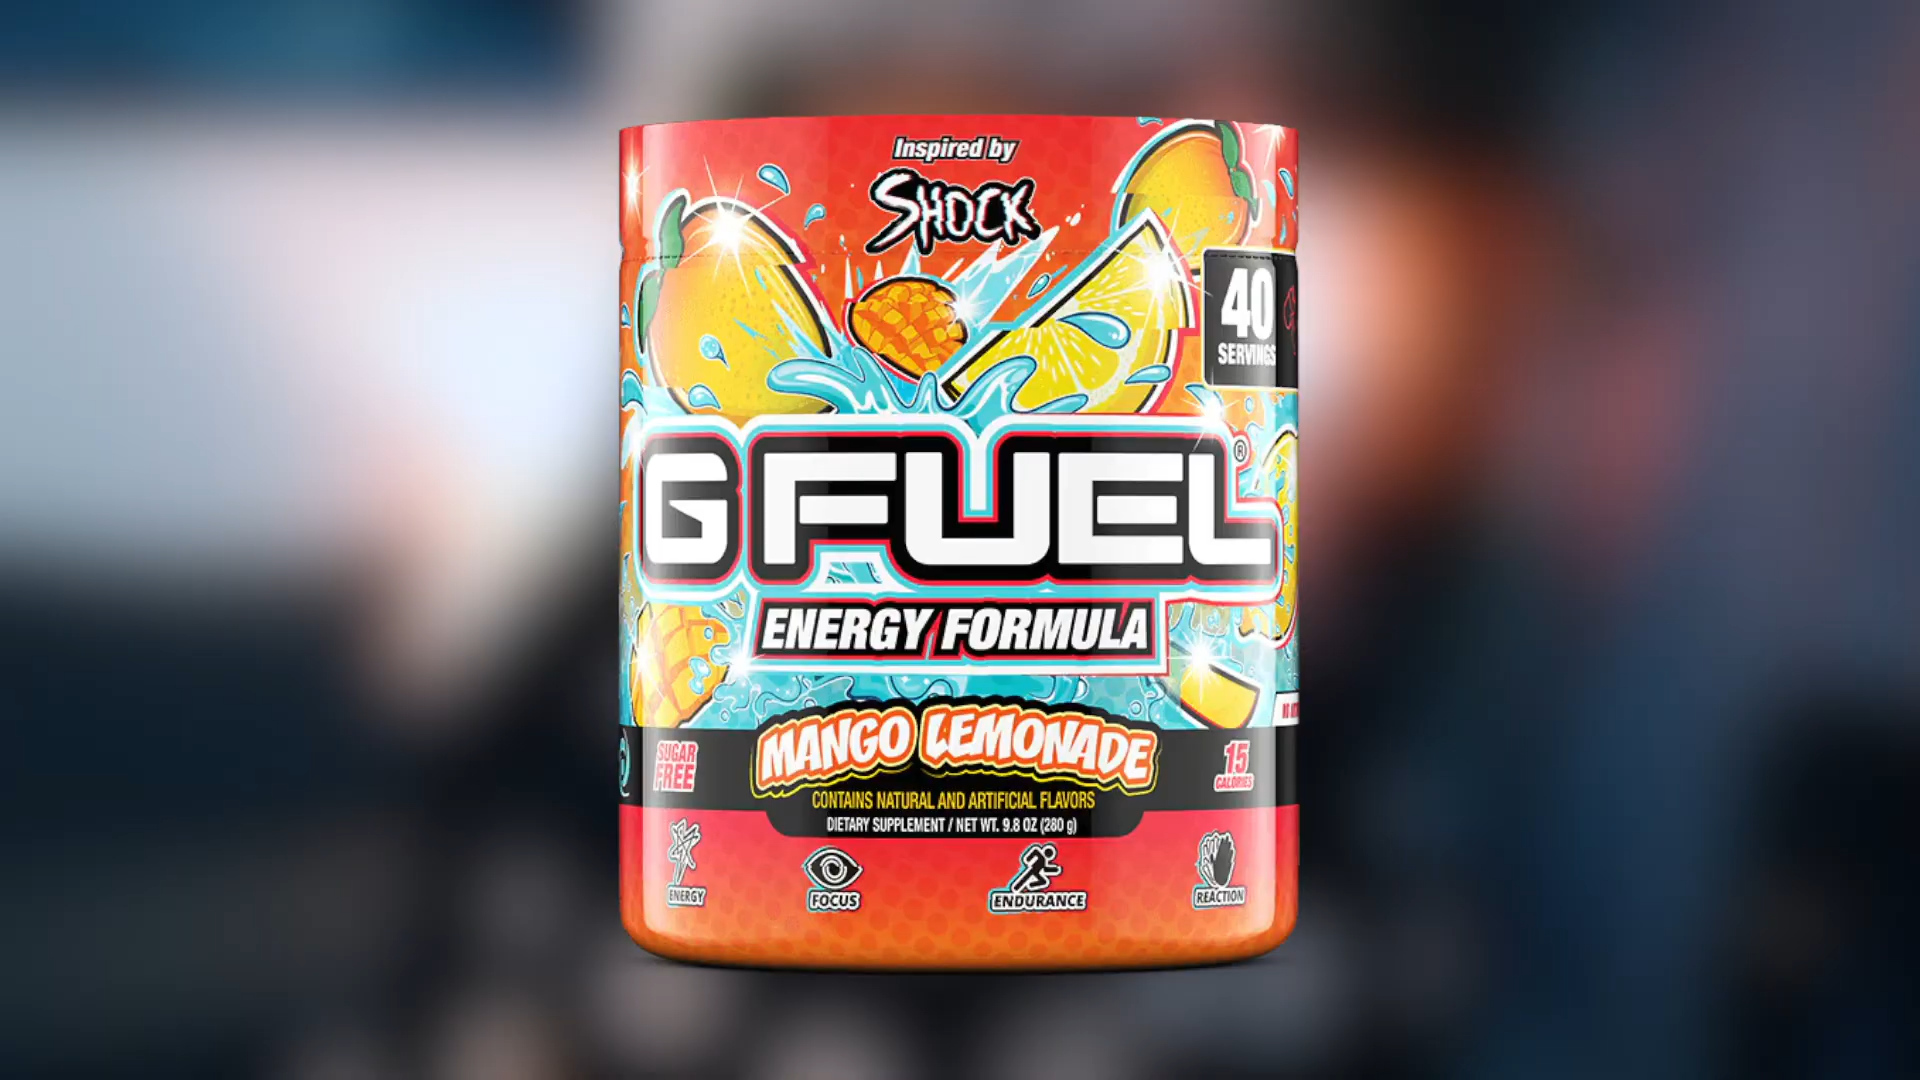 Inspired by
SHOCK
40
SERVINGS
G FUEL®
ENERGY FORMULA
MANGO LEMONADE
SUGAR
FREE
15
CALORIES
CONTAINS NATURAL AND ARTIFICIAL FLAVORS
DIETARY SUPPLEMENT / NET WT. 9.8 OZ (280 g)
ENERGY
FOCUS
ENDURANCE
REACTION